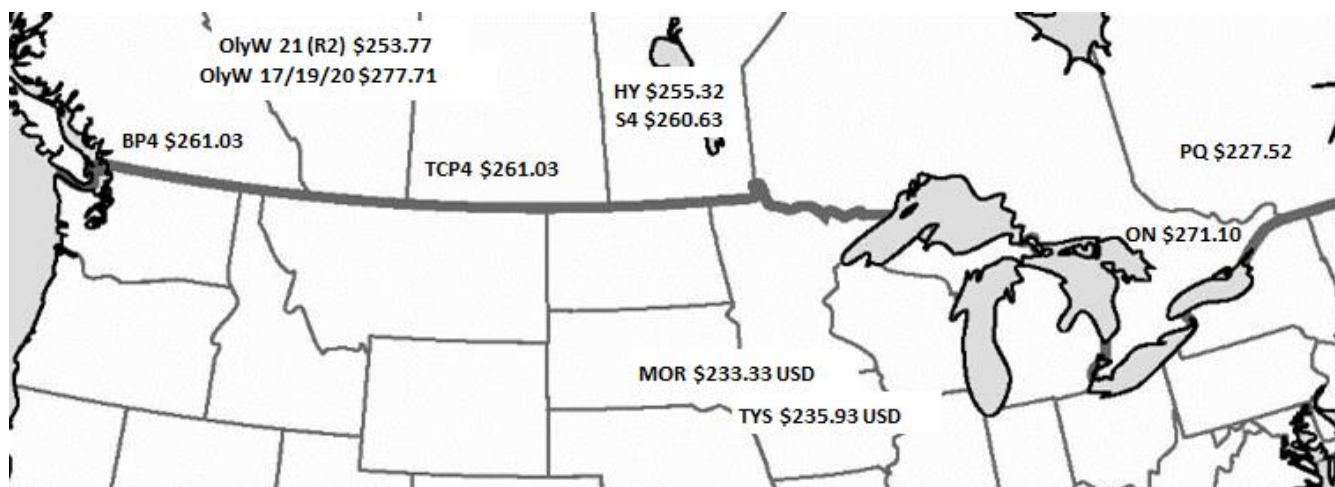 OlyW 21 (R2) $253.77
OlyW 17/19/20 $277.71
HY $255.32
S4 $260.63
BP4 $261.03
TCP4 $261.03
PQ $227.52
ON $271.10
MOR $233.33 USD
TYS $235.93 USD